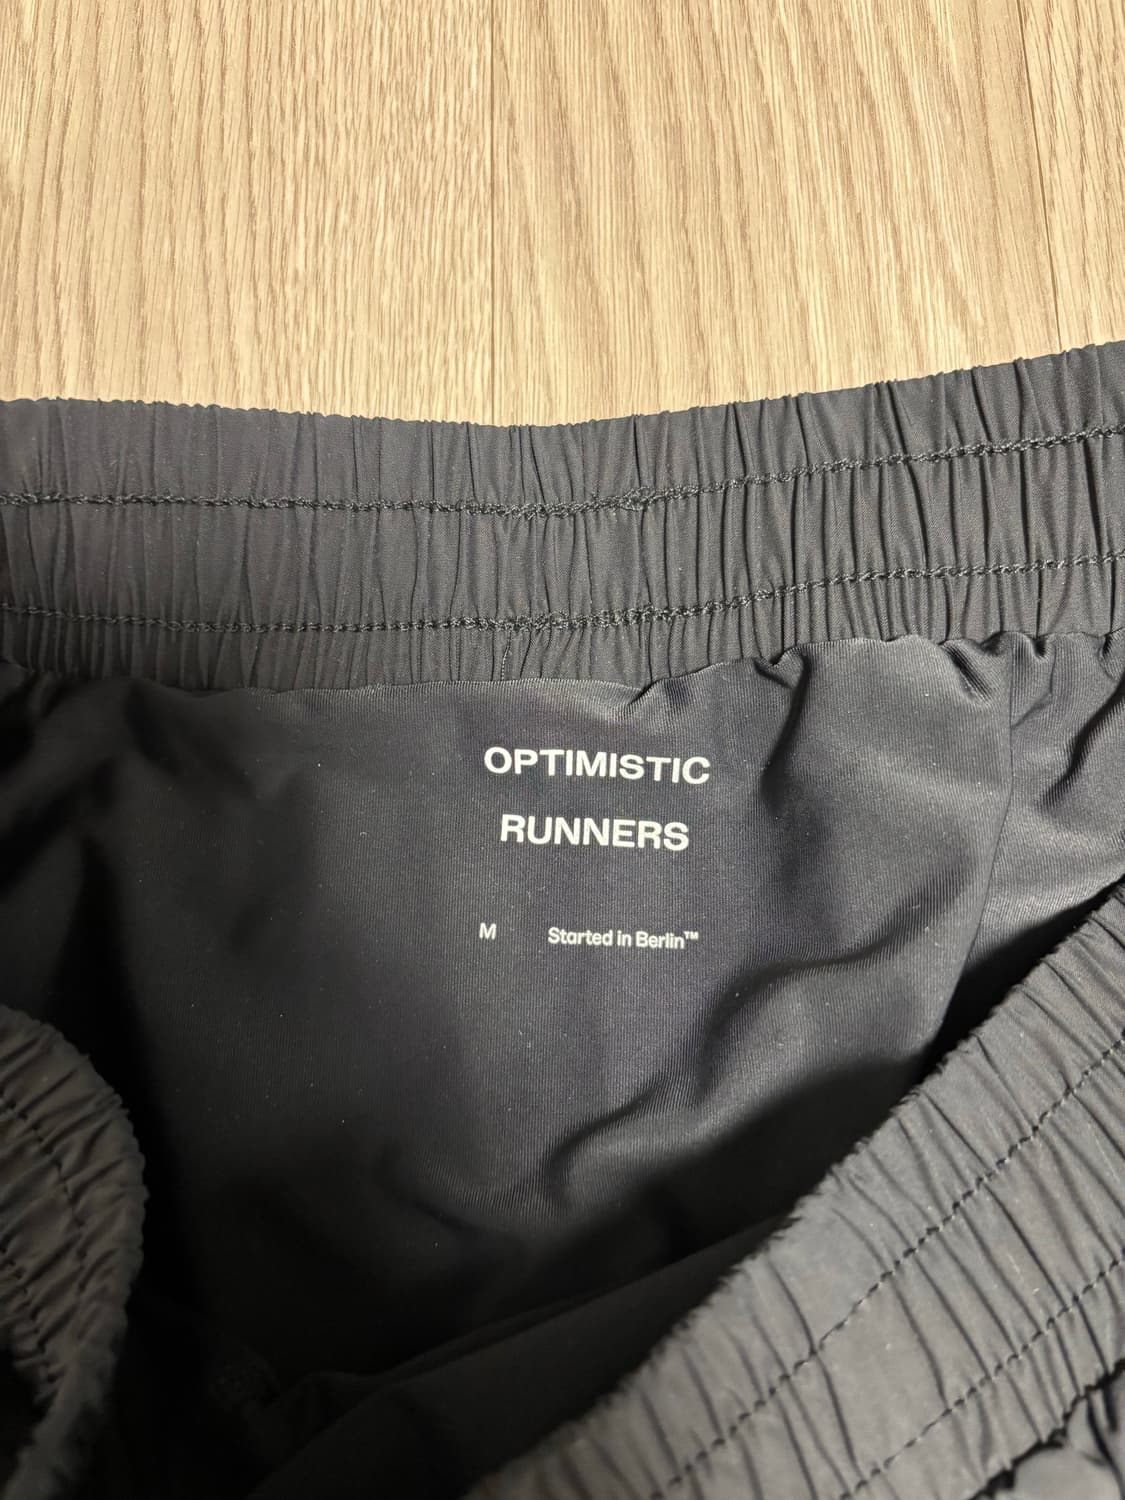 OPTIMISTIC
RUNNERS
M Started in Berlin™